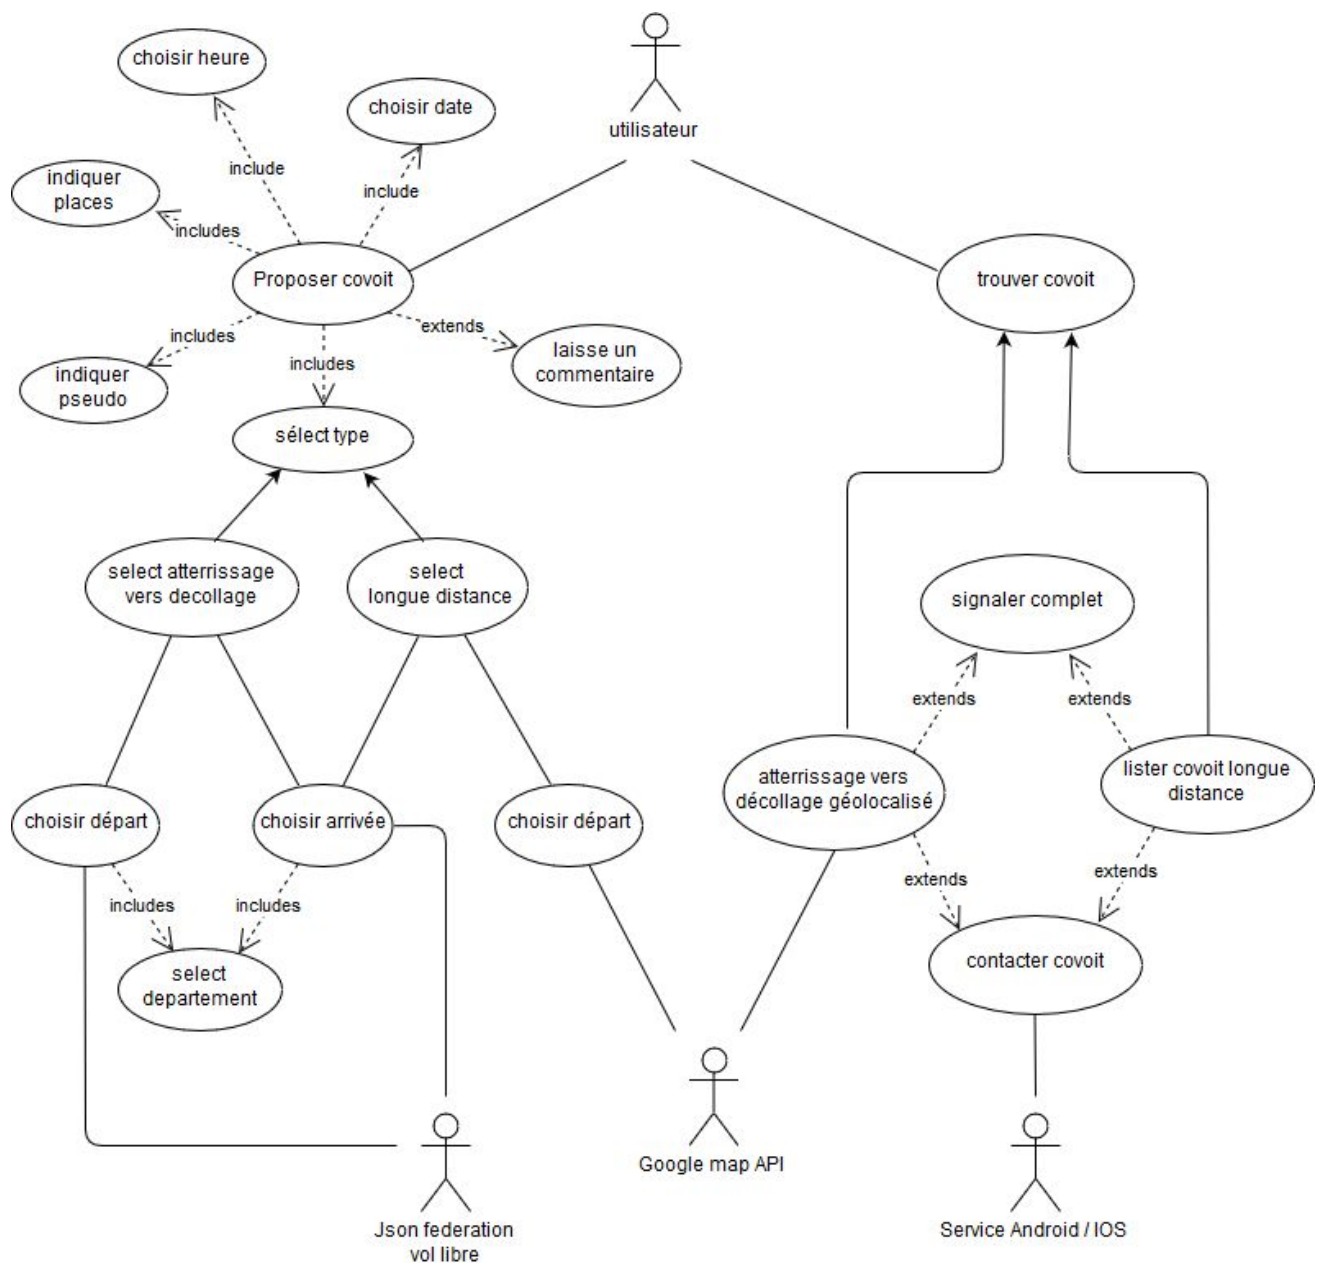 choisir heure
choisir date
utilisateur
include
include
indiquer
places
includes
Proposer covoit
trouver covoit
includes
extends
includes
laisse un
commentaire
indiquer
pseudo
sélect type
select atterrissage
vers decollage
select
longue distance
signaler complet
extends
extends
atterrissage vers
décollage géolocalisé
lister covoit longue
distance
choisir départ
choisir arrivée
choisir départ
extends
extends
includes
includes
contacter covoit
select
departement
Google map API
Json federation
vol libre
Service Android / IOS